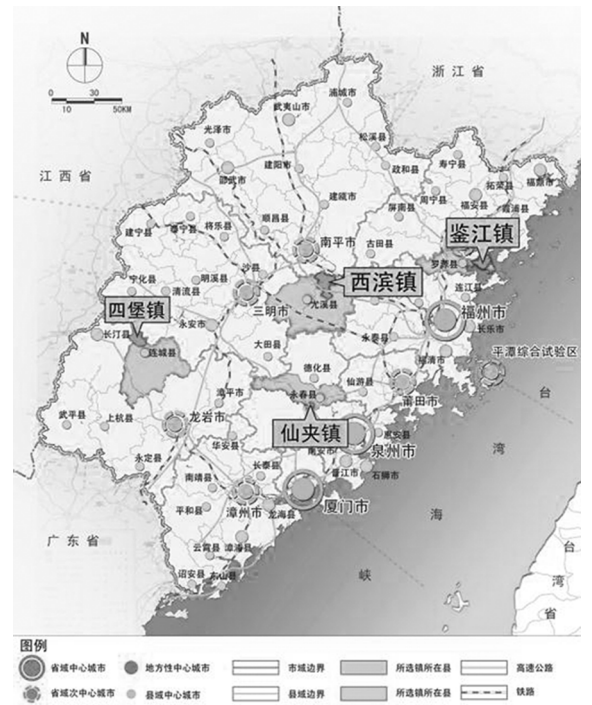 N
0 30
10 50KM
浙江省
江西省
浦城市
武夷山市
光泽市
松溪县
寿宁县
邵武市
建阳市
政和县
拓荣县
福鼎市
周宁县
福安市
建瓯市
屏南县
霞浦县
泰宁县
将乐县
顺昌县
建宁县
南平市
古田县
鉴江镇
罗源县
宁化县
明溪县
沙县
西滨镇
连江县
清流县
尤溪县
四堡镇
三明市
福州市
永安市
长乐市
长汀县
永泰县
连城县
大田县
福清市
平潭综合试验区
德化县
台
漳平市
永春县
仙游县
莆田市
武平县
上杭县
龙岩市
仙夹镇
湾
华安县
惠安县
南安市
泉州市
永定县
长泰县
晋江市
石狮市
南靖县
平和县
漳州市
龙海县
厦门市
海
广东省
云霄县
漳浦县
台
峡
诏安县
东山县
湾
省
图例
省域中心城市 地方性中心城市 市域边界 所选镇所在县 高速公路
省域次中心城市 县域中心城市 县域边界 所选镇所在县 铁路